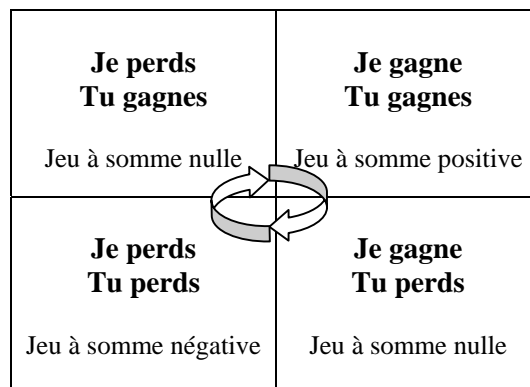 Je perds
Tu gagnes
Jeu à somme nulle
Je gagne
Tu gagnes
Jeu à somme positive
Je perds
Tu perds
Jeu à somme négative
Je gagne
Tu perds
Jeu à somme nulle